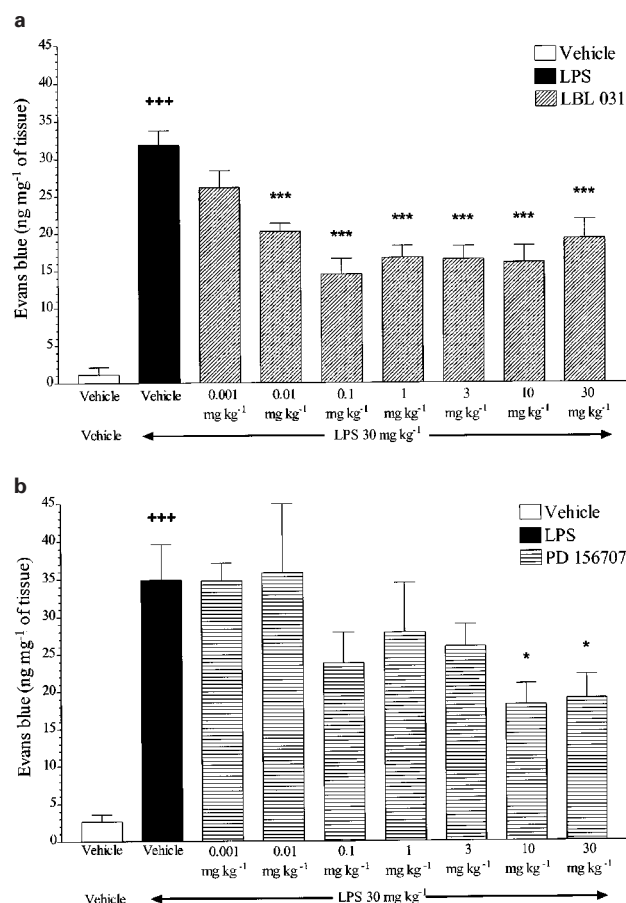 a
Evans blue (ng mg⁻¹ of tissue)
45
40
35
30
25
20
15
10
5
0
Vehicle
LPS
LBL 031
+++
***
***
***
***
***
***
Vehicle Vehicle 0.001 0.01 0.1 1 3 10 30
mg kg⁻¹ mg kg⁻¹ mg kg⁻¹ mg kg⁻¹ mg kg⁻¹ mg kg⁻¹ mg kg⁻¹
Vehicle LPS 30 mg kg⁻¹
b
Evans blue (ng mg⁻¹ of tissue)
45
40
35
30
25
20
15
10
5
0
Vehicle
LPS
PD 156707
+++
*
*
Vehicle Vehicle 0.001 0.01 0.1 1 3 10 30
mg kg⁻¹ mg kg⁻¹ mg kg⁻¹ mg kg⁻¹ mg kg⁻¹ mg kg⁻¹ mg kg⁻¹
Vehicle LPS 30 mg kg⁻¹